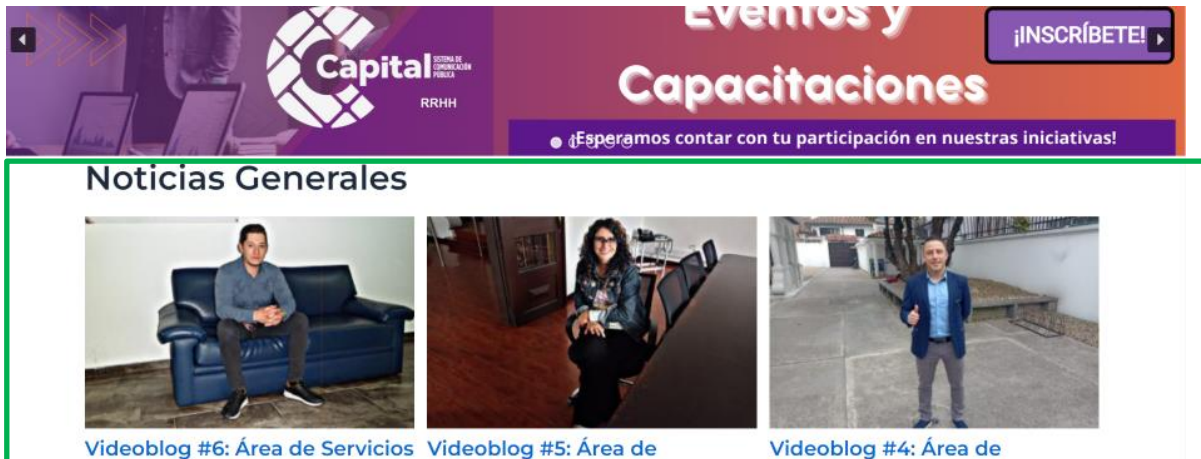 Eventos y
Capacitaciones
¡INSCRÍBETE!
Capital
SISTEMA DE
COMUNICACIÓN
PÚBLICA
RRHH
¡Esperamos contar con tu participación en nuestras iniciativas!
Noticias Generales
Videoblog #6: Área de Servicios
Videoblog #5: Área de
Videoblog #4: Área de